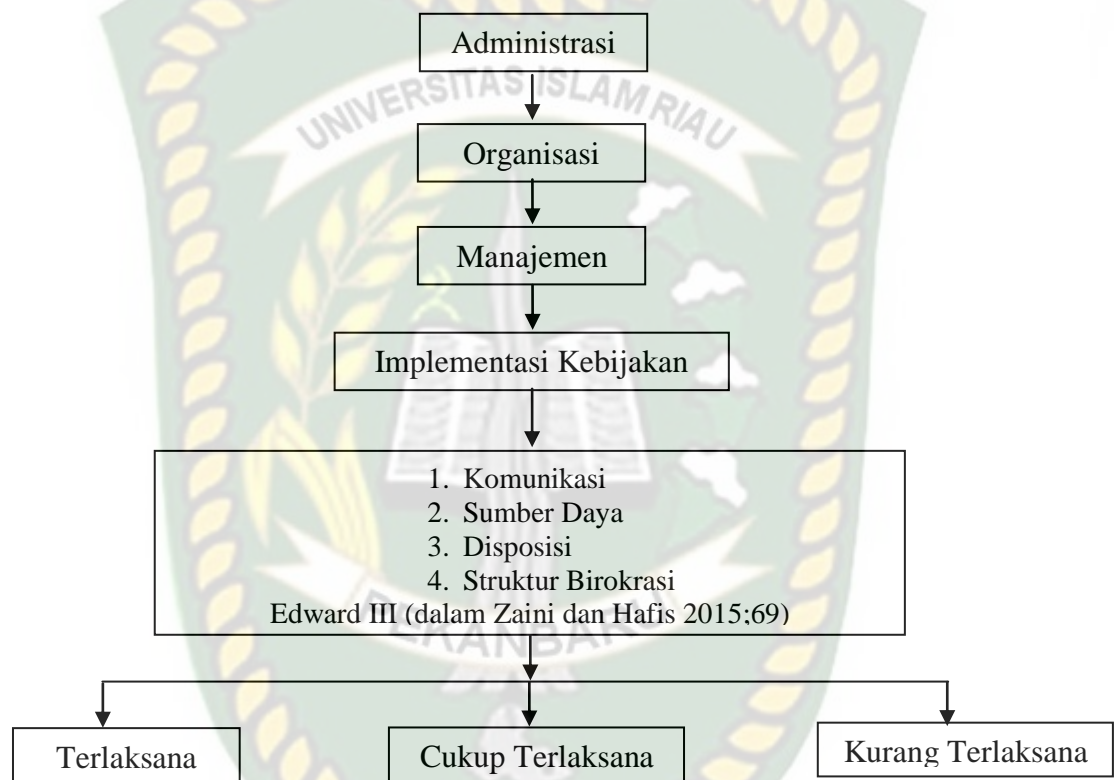 Administrasi
UNIVERSITAS ISLAM RIAU
Organisasi
Manajemen
Implementasi Kebijakan
1. Komunikasi
2. Sumber Daya
3. Disposisi
4. Struktur Birokrasi
Edward III (dalam Zaini dan Hafis 2015;69)
PEKANBARU
Terlaksana
Cukup Terlaksana
Kurang Terlaksana